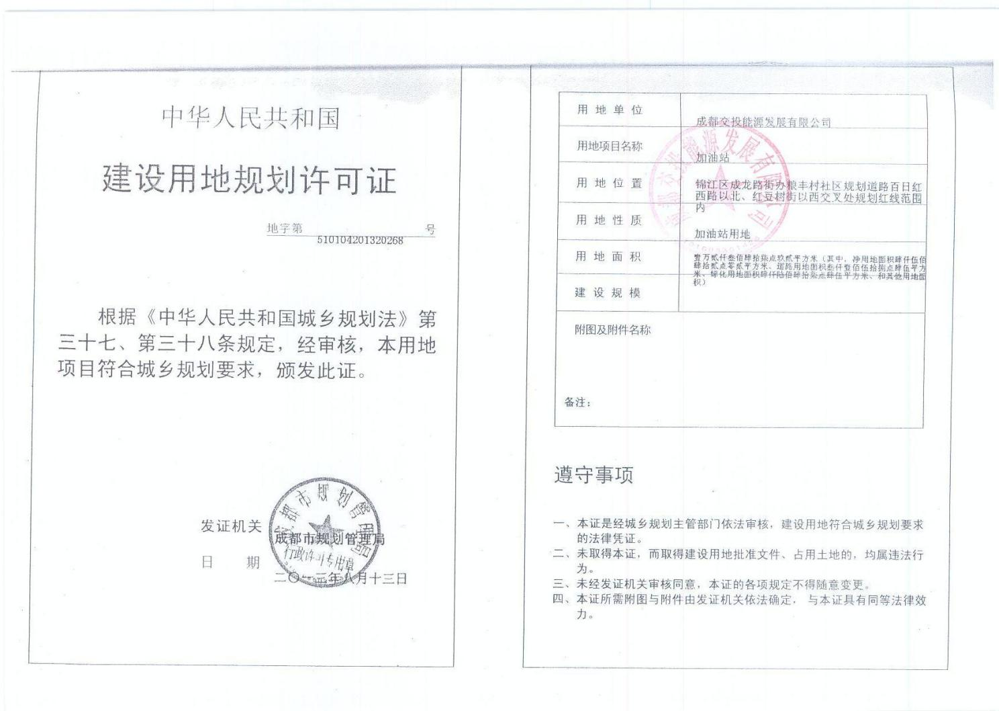 中华人民共和国
建设用地规划许可证
地字第 号
510104201320268
根据《中华人民共和国城乡规划法》第
三十七、第三十八条规定，经审核，本用地
项目符合城乡规划要求，颁发此证。
发证机关
成都市规划管理局
成都市规划管理局
行政许可专用章
日 期
二〇一三年八月十三日
用地单位
成都交投能源发展有限公司
用地项目名称
加油站
成都交投能源发展有限公司
用地位置
锦江区成龙路街办粮丰村社区规划道路百日红
西路以北、红豆树街以西交叉处规划红线范围
内
用地性质
加油站用地
用地面积
壹万贰仟叁佰肆拾柒点玖贰平方米（其中，净用地面积肆仟伍佰
肆拾贰点零贰平方米、道路用地面积叁仟壹佰伍拾捌点肆伍平方
米、绿化用地面积肆仟陆佰肆拾柒点肆伍平方米、和其他用地面
积）
建设规模
附图及附件名称
备注：
遵守事项
一、本证是经城乡规划主管部门依法审核，建设用地符合城乡规划要求
的法律凭证。
二、未取得本证，而取得建设用地批准文件、占用土地的，均属违法行
为。
三、未经发证机关审核同意，本证的各项规定不得随意变更。
四、本证所需附图与附件由发证机关依法确定，与本证具有同等法律效
力。